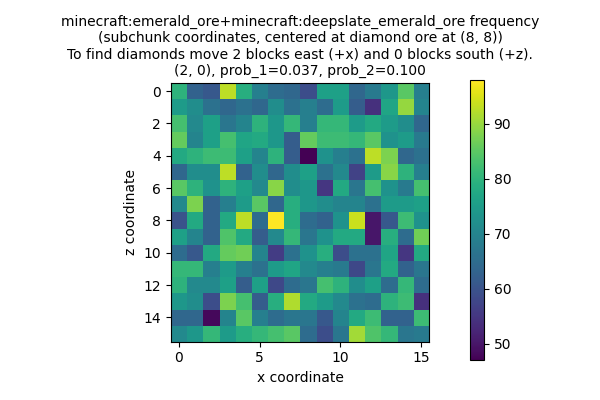 minecraft:emerald_ore+minecraft:deepslate_emerald_ore frequency
(subchunk coordinates, centered at diamond ore at (8, 8))
To find diamonds move 2 blocks east (+x) and 0 blocks south (+z).
(2, 0), prob_1=0.037, prob_2=0.100
0
2
4
6
8
10
12
14
z coordinate
0 5 10 15
x coordinate
90
80
70
60
50